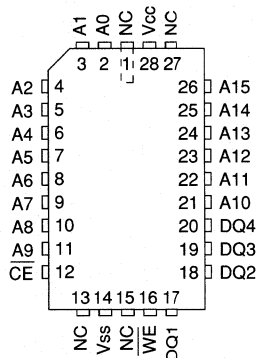 A1 A0 NC Vcc NC
3 2 1 28 27
A2 4 26 A15
A3 5 25 A14
A4 6 24 A13
A5 7 23 A12
A6 8 22 A11
A7 9 21 A10
A8 10 20 DQ4
A9 11 19 DQ3
C̅E̅ 12 18 DQ2
13 14 15 16 17
NC Vss NC W̅E̅ DQ1